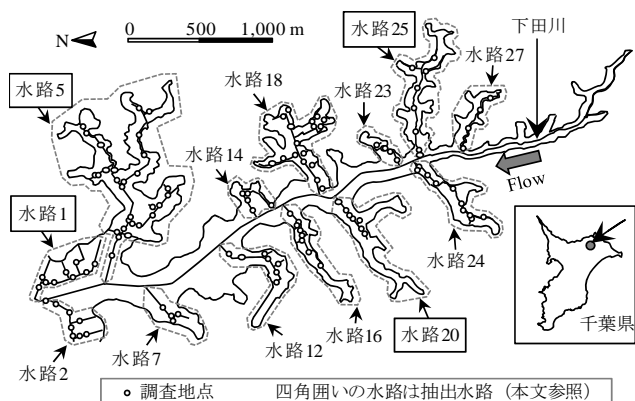 N
0 500 1,000 m
下田川
水路25
水路27
水路18
水路23
水路5
水路14
Flow
水路1
水路24
千葉県
水路16
水路20
水路12
水路7
水路2
調査地点 四角囲いの水路は抽出水路（本文参照）